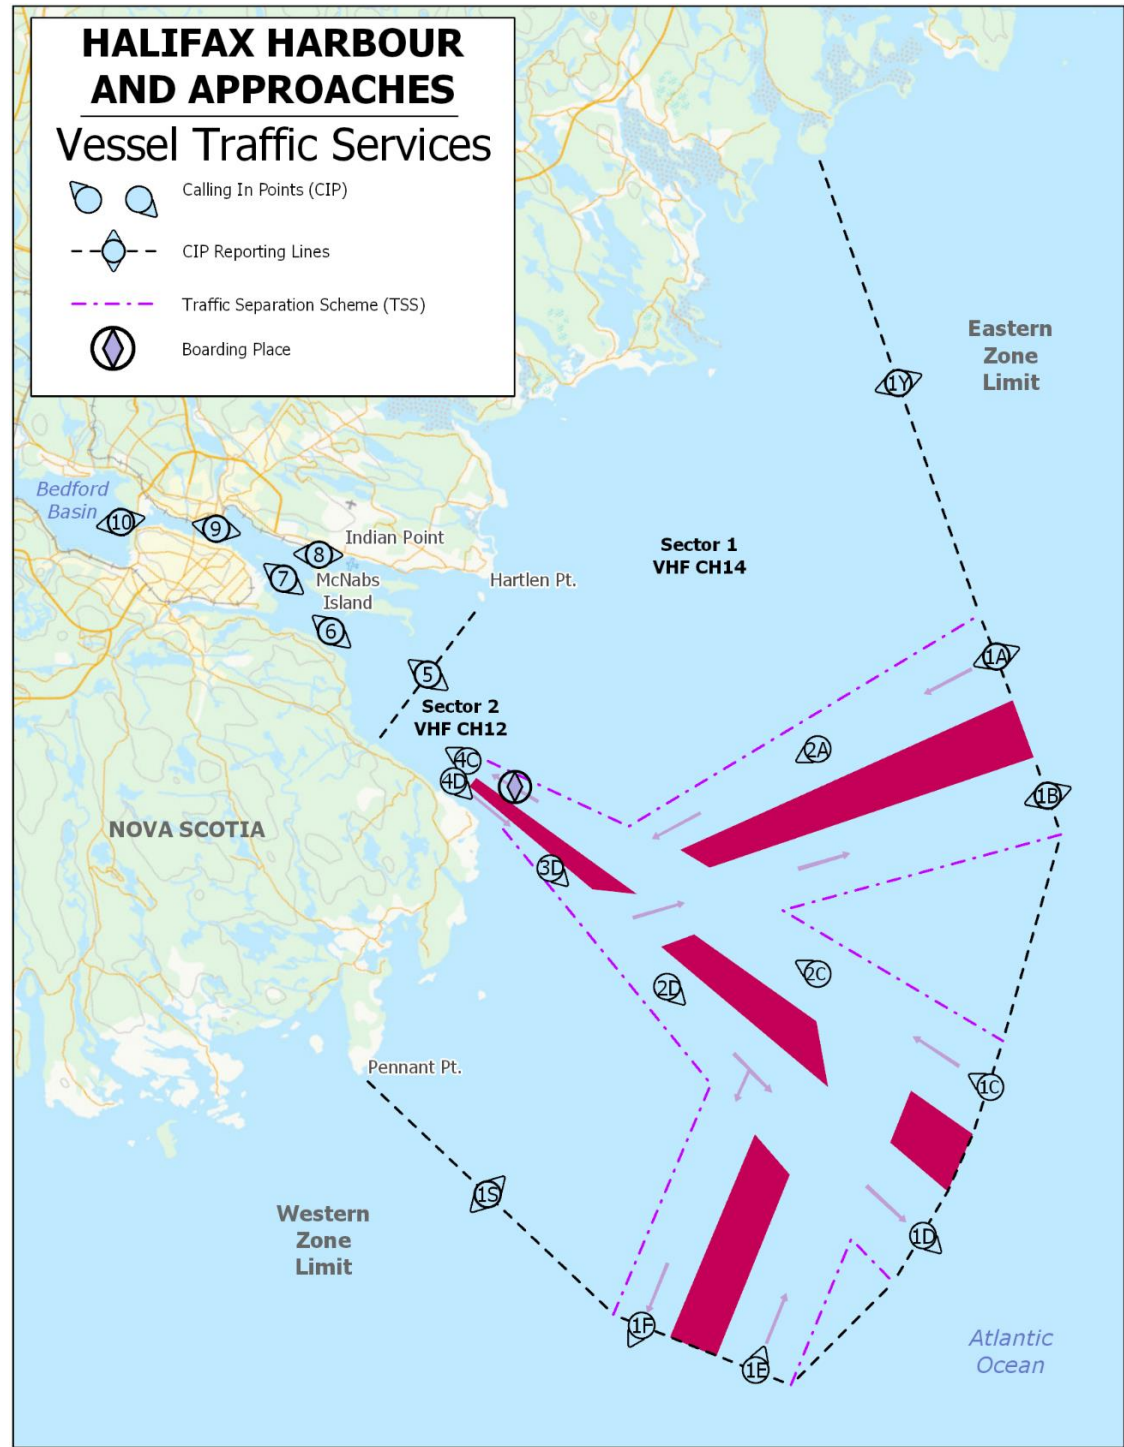 HALIFAX HARBOUR
AND APPROACHES
Vessel Traffic Services
Calling In Points (CIP)
CIP Reporting Lines
Traffic Separation Scheme (TSS)
Boarding Place
Eastern
Zone
Limit
1Y
Bedford
Basin
10
9
8
Indian Point
7
McNabs
Island
Hartlen Pt.
Sector 1
VHF CH14
6
5
1A
Sector 2
VHF CH12
4C
4D
2A
1B
NOVA SCOTIA
3D
2C
2D
Pennant Pt.
1C
1S
Western
Zone
Limit
1D
1F
1E
Atlantic
Ocean